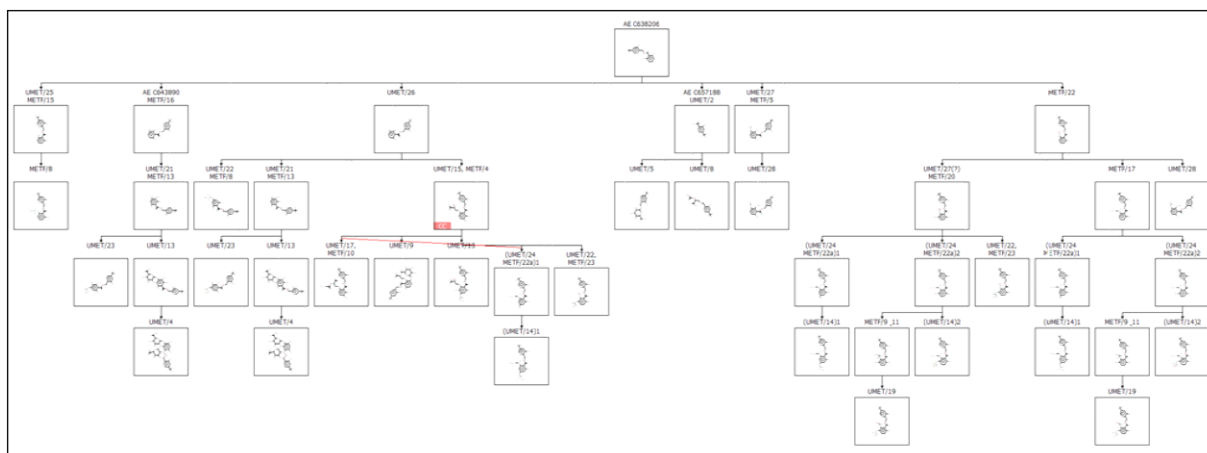 AE C638206
UMET/25
METF/15
AE C643890
METF/16
UMET/26
AE C657188
UMET/2
UMET/27
METF/5
METF/22
METF/8
UMET/21
METF/13
UMET/22
METF/8
UMET/21
METF/13
UMET/15, METF/4
UMET/5
UMET/8
UMET/28
UMET/27(?)
METF/20
METF/17
UMET/28
UMET/23
UMET/13
UMET/23
UMET/13
UMET/17,
METF/10
UMET/9
UMET/13
(UMET/24
METF/22a)1
UMET/22,
METF/23
(UMET/24
METF/22a)1
(UMET/24
METF/22a)2
UMET/22,
METF/23
(UMET/24
METF/22a)1
(UMET/24
METF/22a)2
UMET/4
UMET/4
(UMET/14)1
(UMET/14)1
METF/9_11
(UMET/14)2
(UMET/14)1
METF/9_11
(UMET/14)2
UMET/19
UMET/19